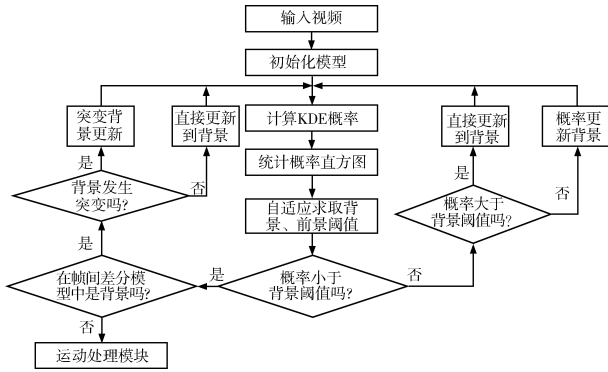 输入视频
初始化模型
突变背
景更新
直接更新
到背景
计算KDE概率
直接更新
到背景
概率更
新背景
统计概率直方图
是
否
背景发生
突变吗?
自适应求取背
景、前景阈值
是
否
概率大于
背景阈值吗?
是
在帧间差分模
型中是背景吗?
是
概率小于
背景阈值吗?
否
否
运动处理模块